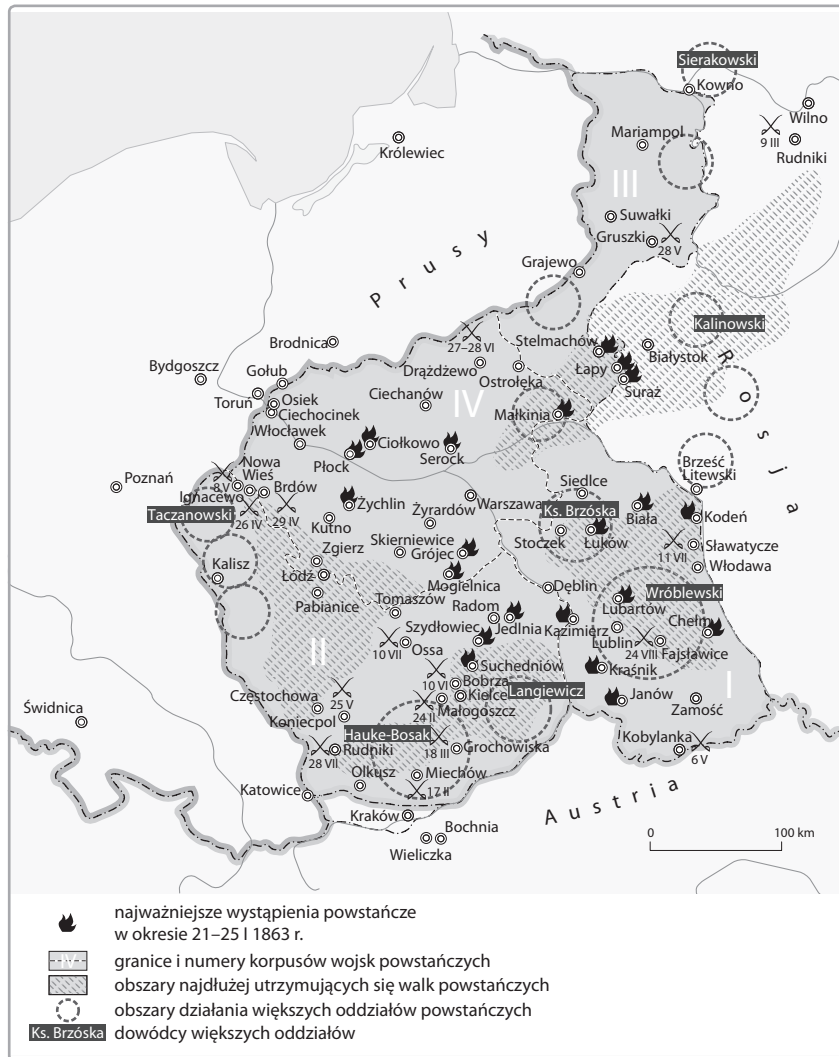 Sierakowski
Kowno
Wilno
9 III
Rudniki
Królewiec
Mariampol
III
Suwałki
Gruszki
28 V
Prusy
Grajewo
Kalinowski
Brodnica
27–28 VI
Stelmachów
Białystok
Bydgoszcz
Gołub
Drążdżewo
Ostrołęka
Łapy
Suraż
Rosja
Toruń
Osiek
Ciechocinek
Ciechanów
IV
Małkinia
Włocławek
Ciołkowo
Płock
Serock
Poznań
8 V
Nowa
Wieś
Ignacewo
Brdów
Taczanowski
26 IV
29 IV
Żychlin
Kutno
Żyrardów
Warszawa
Siedlce
Brześć
Litewski
Ks. Brzóska
Biała
Kodeń
Stoczek
Łuków
Sławatycze
11 VII
Włodawa
Zgierz
Skierniewice
Grójec
Kalisz
Łódź
Mogielnica
Pabianice
Tomaszów
Dęblin
Wróblewski
Lubartów
Radom
Jedlnia
Kazimierz
Chełm
Szydłowiec
Lublin
Fajsławice
24 VIII
II
10 VII
Ossa
Suchedniów
Kraśnik
I
10 VI
Bobrza
Kielce
Langiewicz
Janów
Zamość
Częstochowa
25 V
24 II
Małogoszcz
Koniecpol
Świdnica
Hauke-Bosak
18 III
Grochowiska
Kobylanka
6 V
28 VII
Rudniki
Olkusz
Miechów
17 II
Katowice
Kraków
Bochnia
Wieliczka
Austria
0 100 km
najważniejsze wystąpienia powstańcze
w okresie 21–25 I 1863 r.
IV granice i numery korpusów wojsk powstańczych
obszary najdłużej utrzymujących się walk powstańczych
obszary działania większych oddziałów powstańczych
Ks. Brzóska dowódcy większych oddziałów